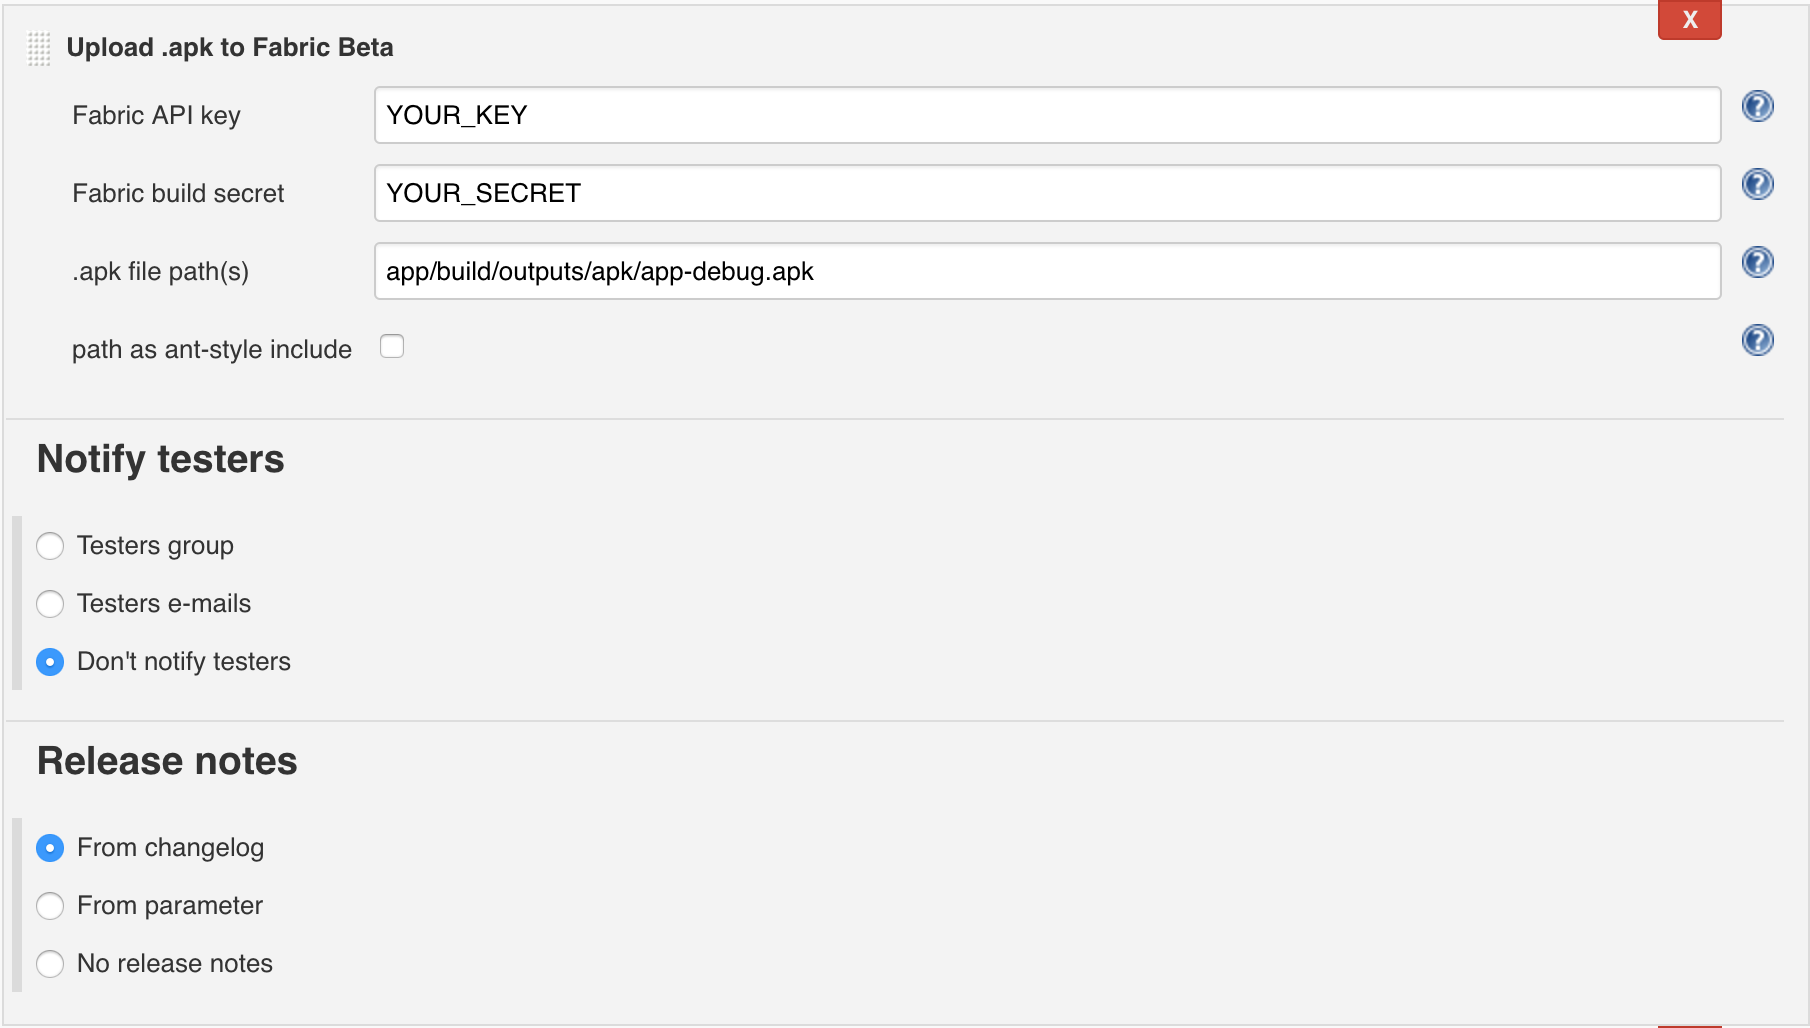 X
Upload .apk to Fabric Beta
Fabric API key YOUR_KEY ?
Fabric build secret YOUR_SECRET ?
.apk file path(s) app/build/outputs/apk/app-debug.apk ?
path as ant-style include ?
Notify testers
Testers group
Testers e-mails
Don't notify testers
Release notes
From changelog
From parameter
No release notes